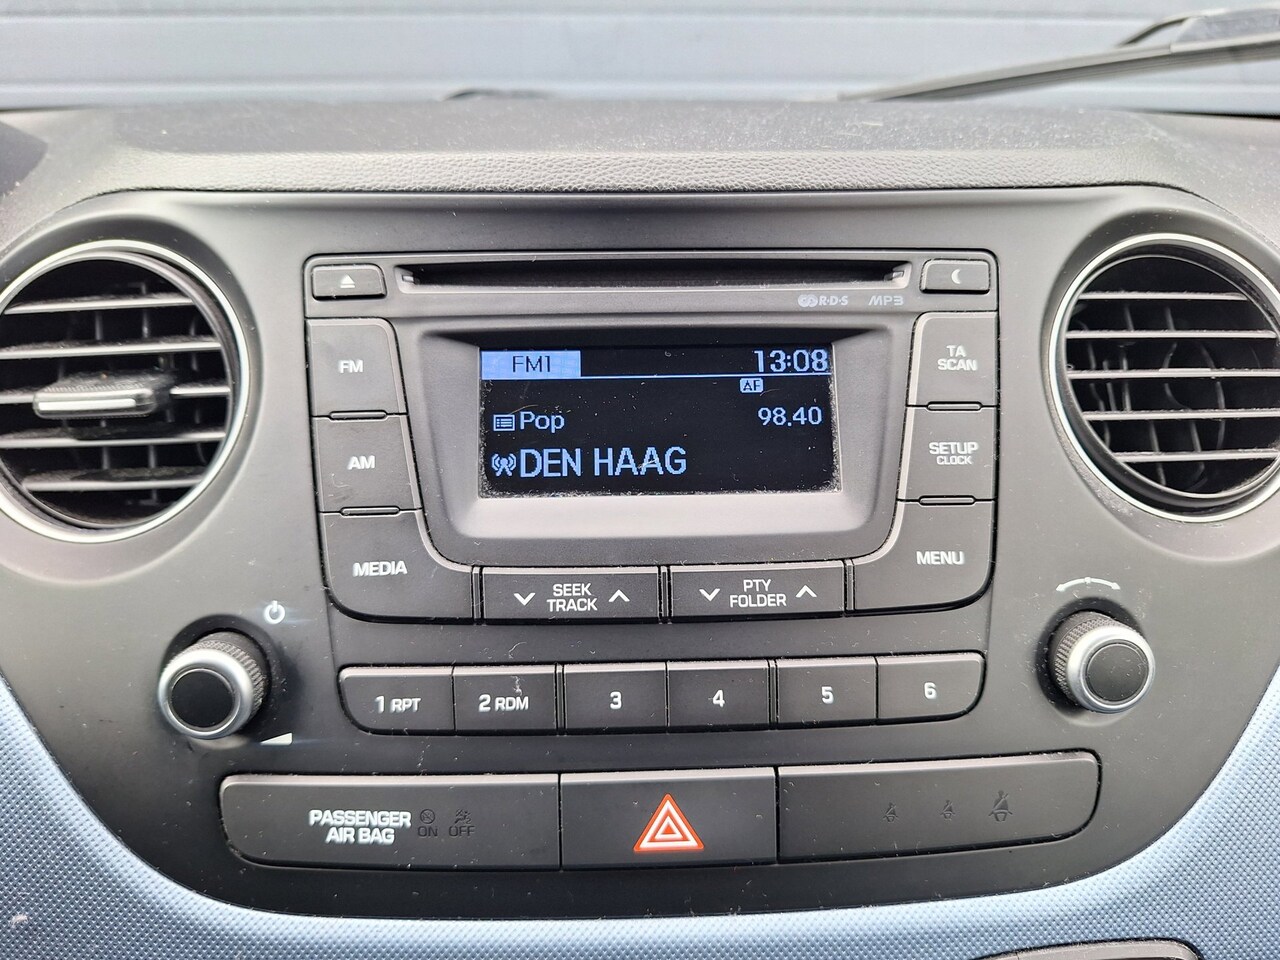 R·D·S MP3
FM1 13:08
AF
Pop 98.40
DEN HAAG
FM
AM
MEDIA
TA
SCAN
SETUP
CLOCK
MENU
SEEK
TRACK
PTY
FOLDER
1 RPT 2 RDM 3 4 5 6
PASSENGER
AIR BAG
ON OFF